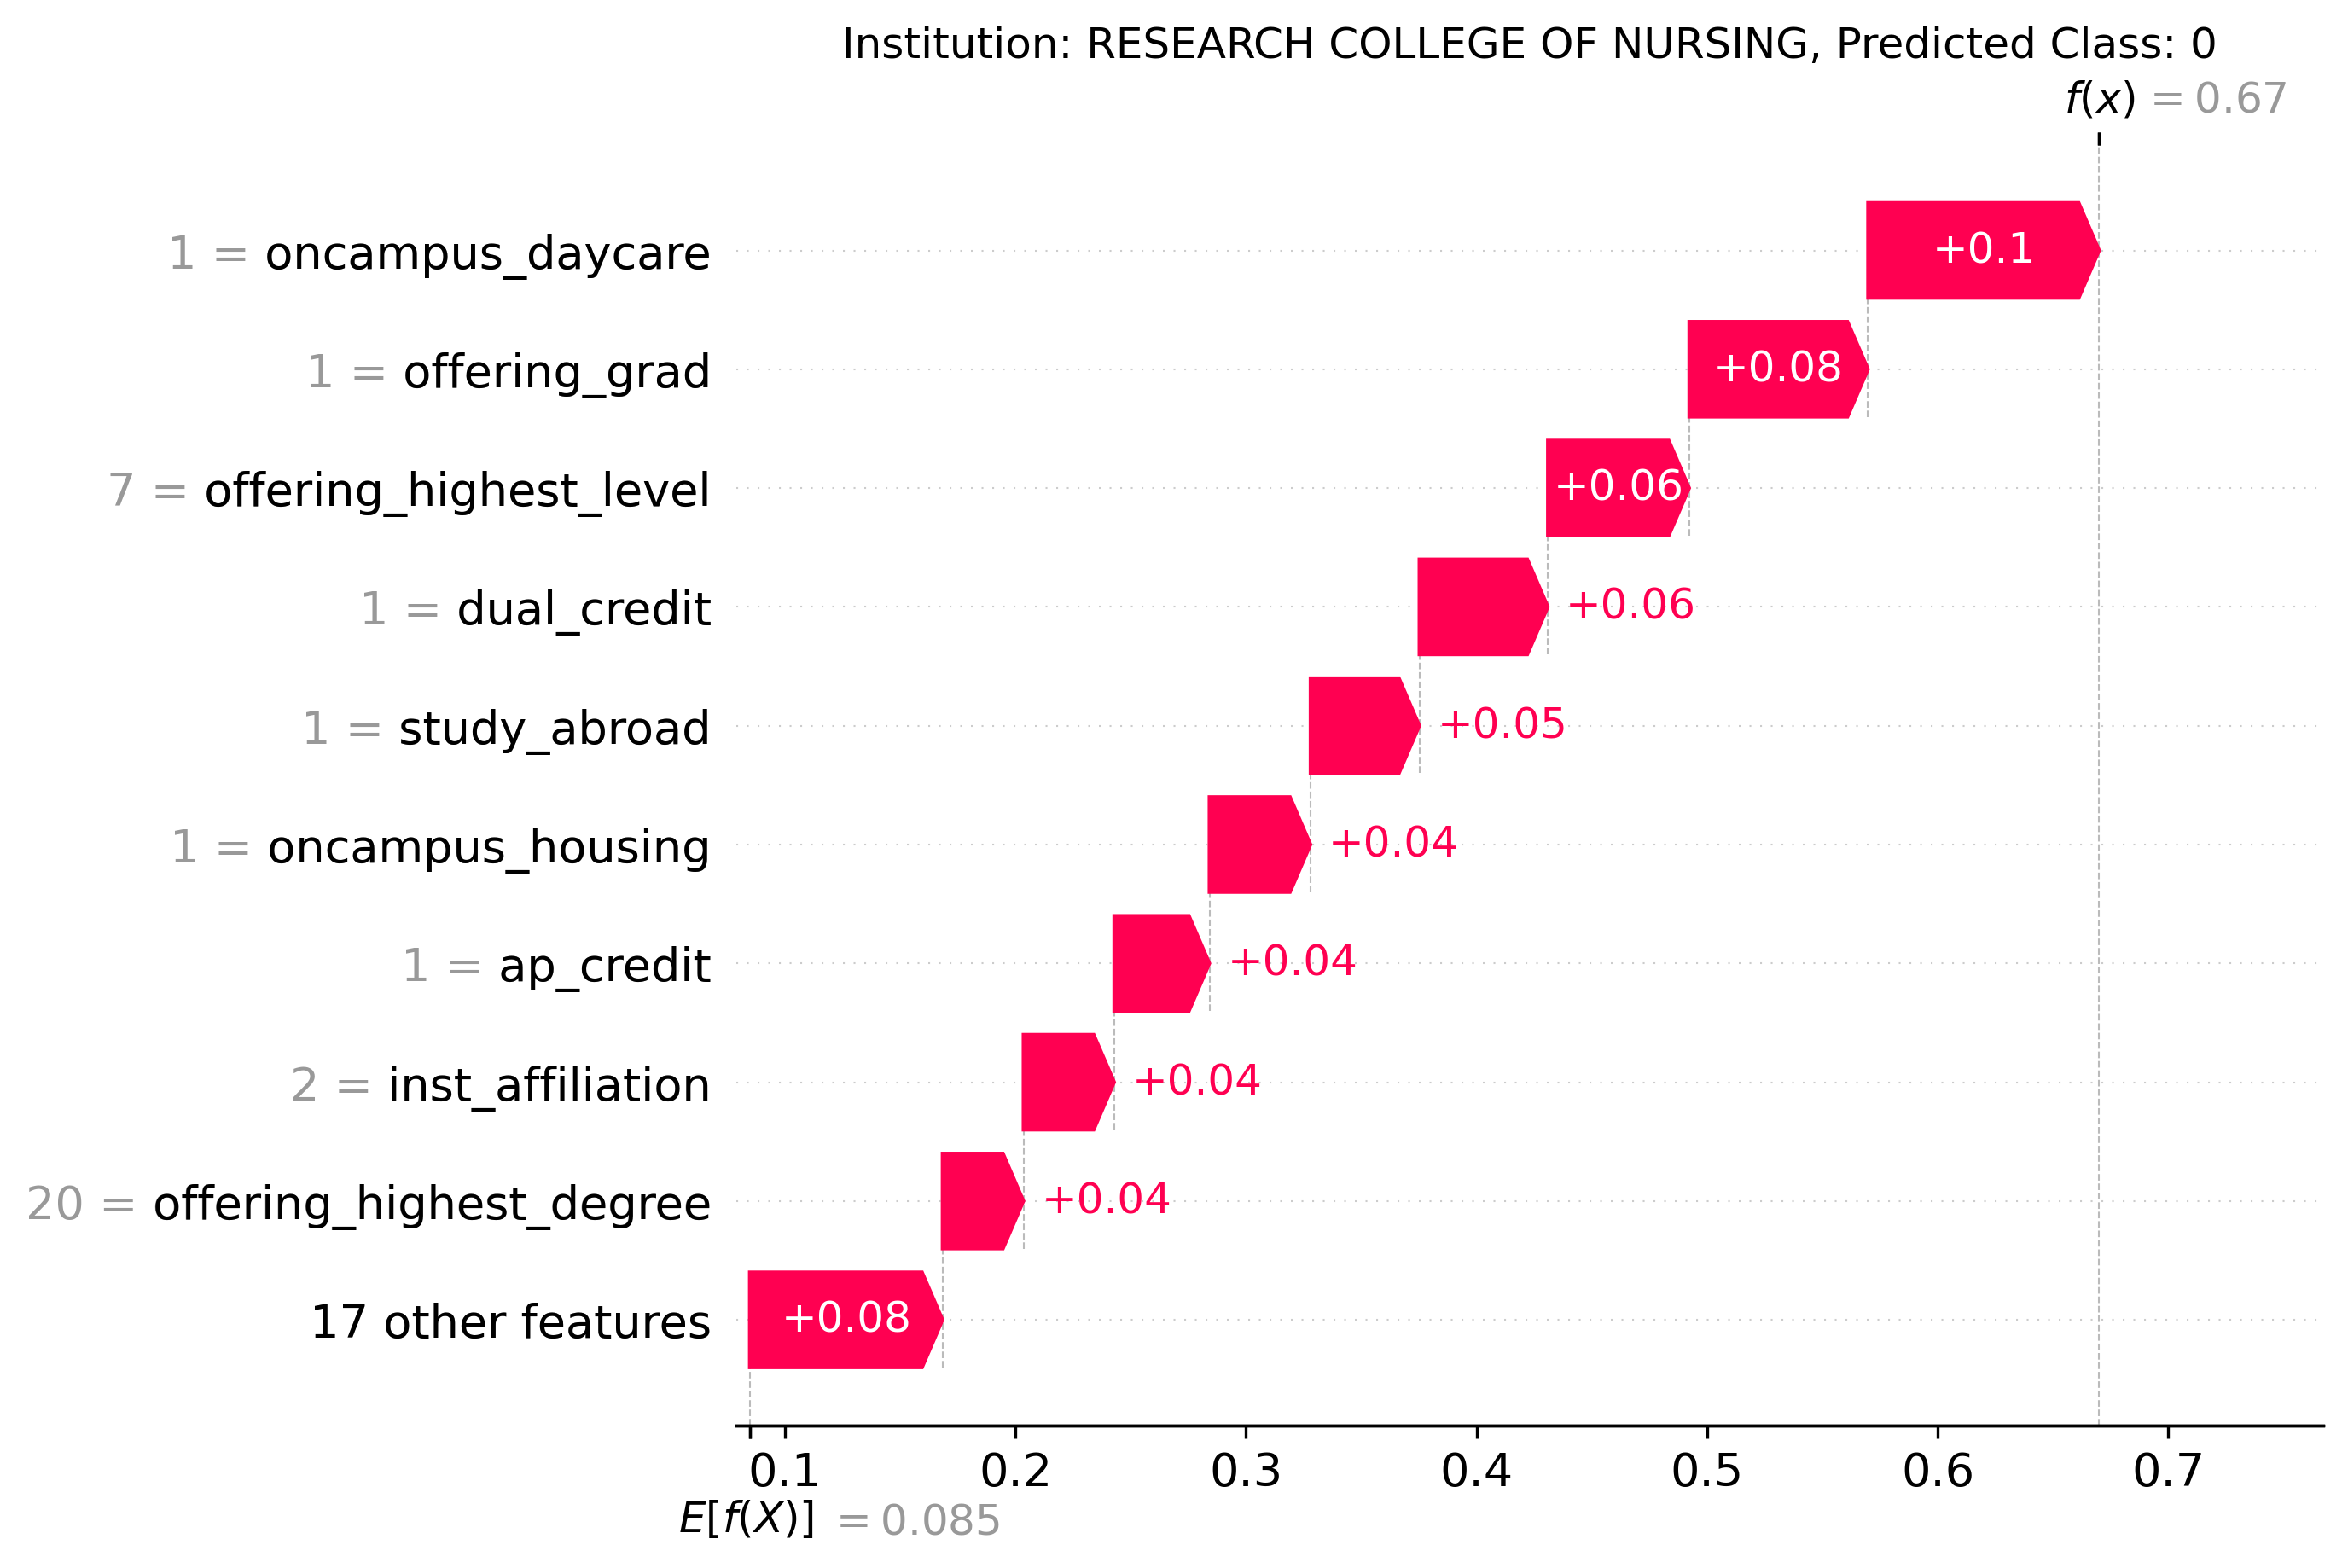 Institution: RESEARCH COLLEGE OF NURSING, Predicted Class: 0
f(x) = 0.67
1 = oncampus_daycare +0.1
1 = offering_grad +0.08
7 = offering_highest_level +0.06
1 = dual_credit +0.06
1 = study_abroad +0.05
1 = oncampus_housing +0.04
1 = ap_credit +0.04
2 = inst_affiliation +0.04
20 = offering_highest_degree +0.04
17 other features +0.08
0.1 0.2 0.3 0.4 0.5 0.6 0.7
E[f(X)] = 0.085